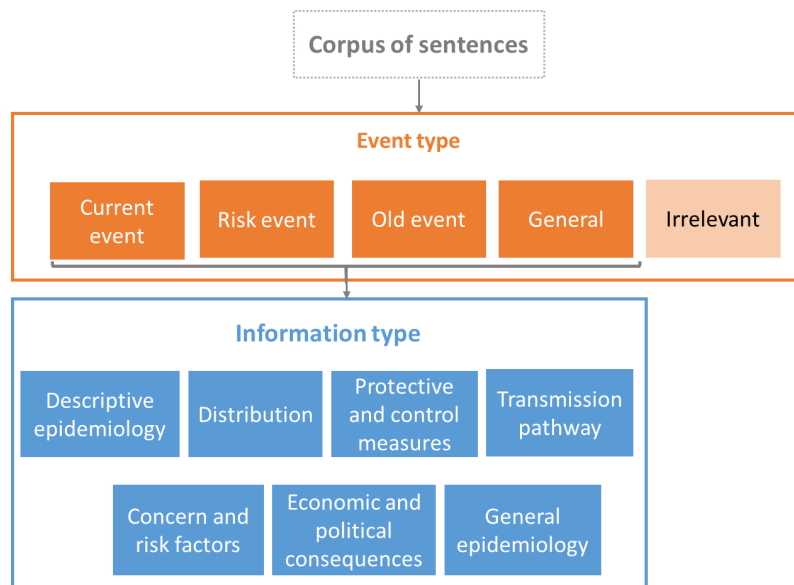 Corpus of sentences
Event type
Current
event
Risk event
Old event
General
Irrelevant
Information type
Descriptive
epidemiology
Distribution
Protective
and control
measures
Transmission
pathway
Concern and
risk factors
Economic and
political
consequences
General
epidemiology